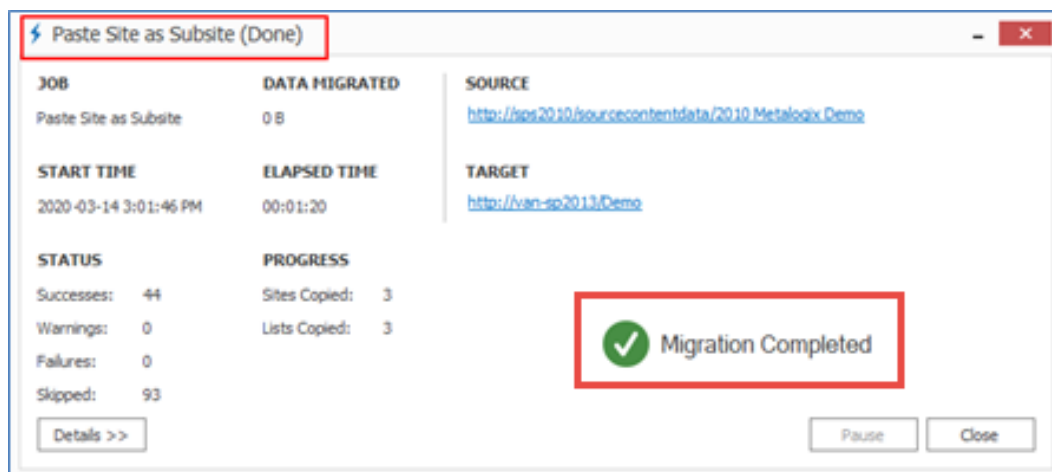 Paste Site as Subsite (Done)
JOB DATA MIGRATED SOURCE
Paste Site as Subsite 0 B http://sps2010/sourcecontentdata/2010 Metalogix Demo
START TIME ELAPSED TIME TARGET
2020-03-14 3:01:46 PM 00:01:20 http://van-sp2013/Demo
STATUS PROGRESS
Successes: 44 Sites Copied: 3
Warnings: 0 Lists Copied: 3
Failures: 0
Skipped: 93
Migration Completed
Details >> Pause Close